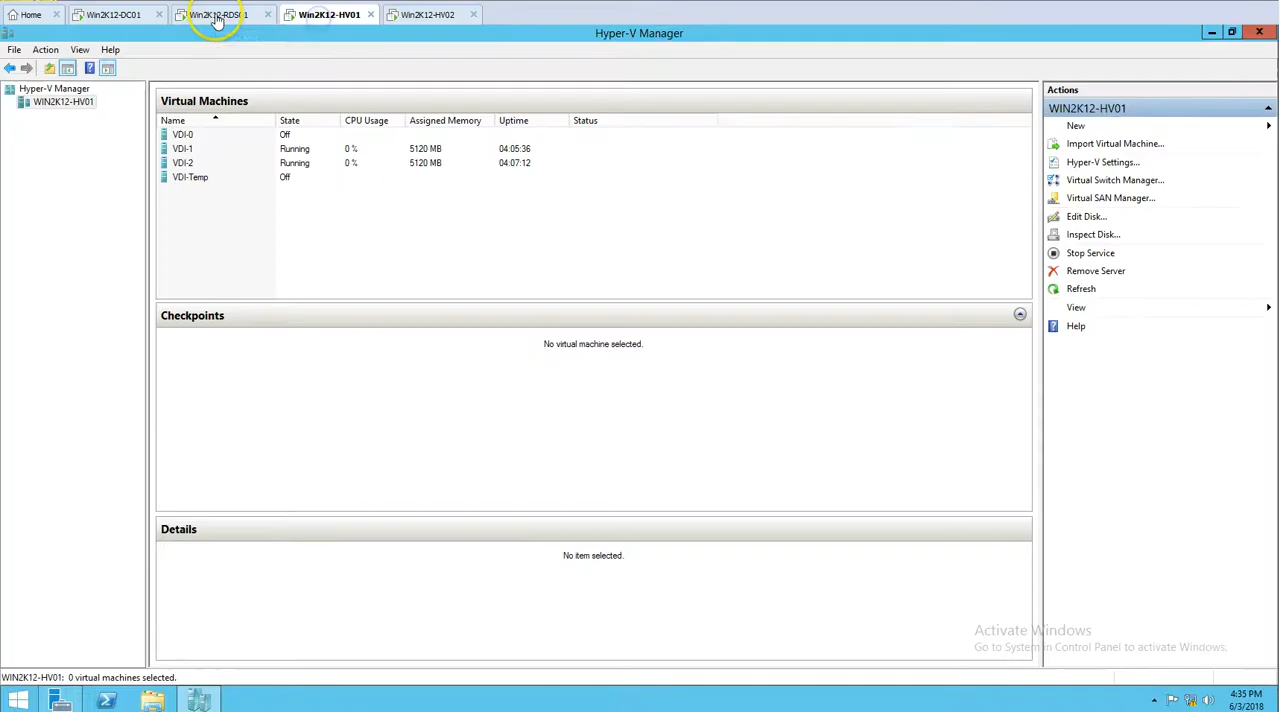 Home
Win2K12-DC01
Win2K12-RDS01
Win2K12-HV01
Win2K12-HV02
Hyper-V Manager
File Action View Help
Hyper-V Manager
WIN2K12-HV01
Virtual Machines
Name State CPU Usage Assigned Memory Uptime Status
VDI-0 Off
VDI-1 Running 0 % 5120 MB 04:05:36
VDI-2 Running 0 % 5120 MB 04:07:12
VDI-Temp Off
Checkpoints
No virtual machine selected.
Details
No item selected.
Actions
WIN2K12-HV01
New
Import Virtual Machine...
Hyper-V Settings...
Virtual Switch Manager...
Virtual SAN Manager...
Edit Disk...
Inspect Disk...
Stop Service
Remove Server
Refresh
View
Help
Activate Windows
Go to System in Control Panel to activate Windows.
WIN2K12-HV01: 0 virtual machines selected.
4:35 PM
6/3/2018